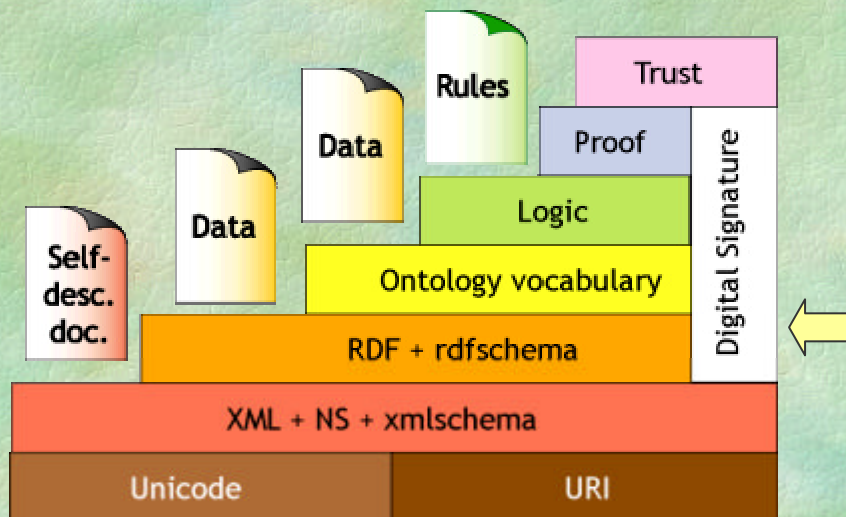 Rules
Trust
Data
Proof
Data
Logic
Digital Signature
Self-
desc.
doc.
Ontology vocabulary
RDF + rdfschema
XML + NS + xmlschema
Unicode
URI